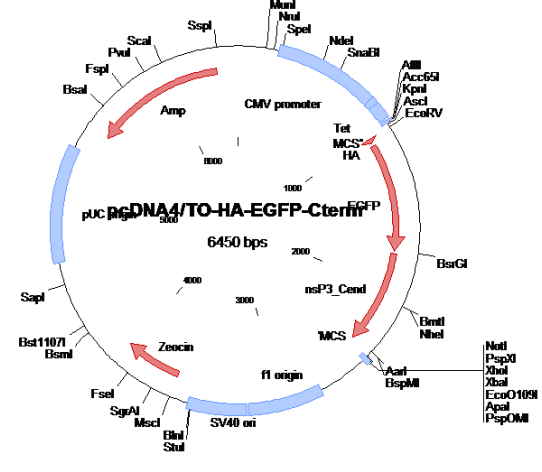 MunI
NruI
SpeI
NdeI
SnaBI
AflII
Acc65I
KpnI
AscI
EcoRV
SspI
ScaI
PvuI
FspI
BsaI
CMV promoter
Amp
Tet
MCS"
HA
EGFP
6000
1000
pcDNA4/TO-HA-EGFP-Cterm
pUC origin
5000
6450 bps
2000
4000
3000
nsP3_Cend
BsrGI
BmtI
NheI
'MCS
SapI
Bst1107I
BsmI
Zeocin
f1 origin
AarI
BspMI
NotI
PspXI
XhoI
XbaI
EcoO109I
ApaI
PspOMI
FseI
SgrAI
MscI
BlnI
StuI
SV40 ori